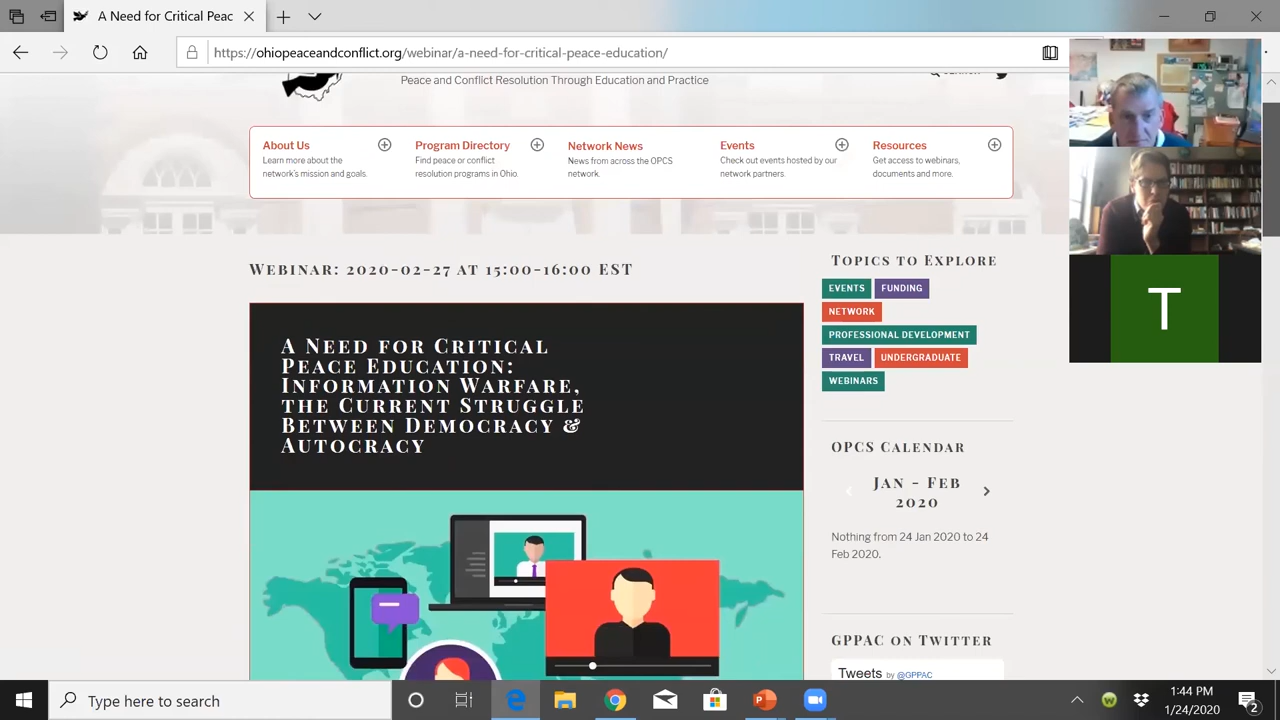 A Need for Critical Peac
https://ohiopeaceandconflict.org/webinar/a-need-for-critical-peace-education/
Peace and Conflict Resolution Through Education and Practice
About Us
Learn more about the
network's mission and goals.
Program Directory
Find peace or conflict
resolution programs in Ohio.
Network News
News from across the OPCS
network.
Events
Check out events hosted by our
network partners.
Resources
Get access to webinars,
documents and more.
Webinar: 2020-02-27 at 15:00-16:00 EST
A Need for Critical
Peace Education:
Information Warfare,
the Current Struggle
Between Democracy &
Autocracy
Topics to Explore
EVENTS FUNDING
NETWORK
PROFESSIONAL DEVELOPMENT
TRAVEL UNDERGRADUATE
WEBINARS
OPCS Calendar
Jan - Feb
2020
Nothing from 24 Jan 2020 to 24
Feb 2020.
GPPAC on Twitter
Tweets by @GPPAC
T
Type here to search
1:44 PM
1/24/2020
2